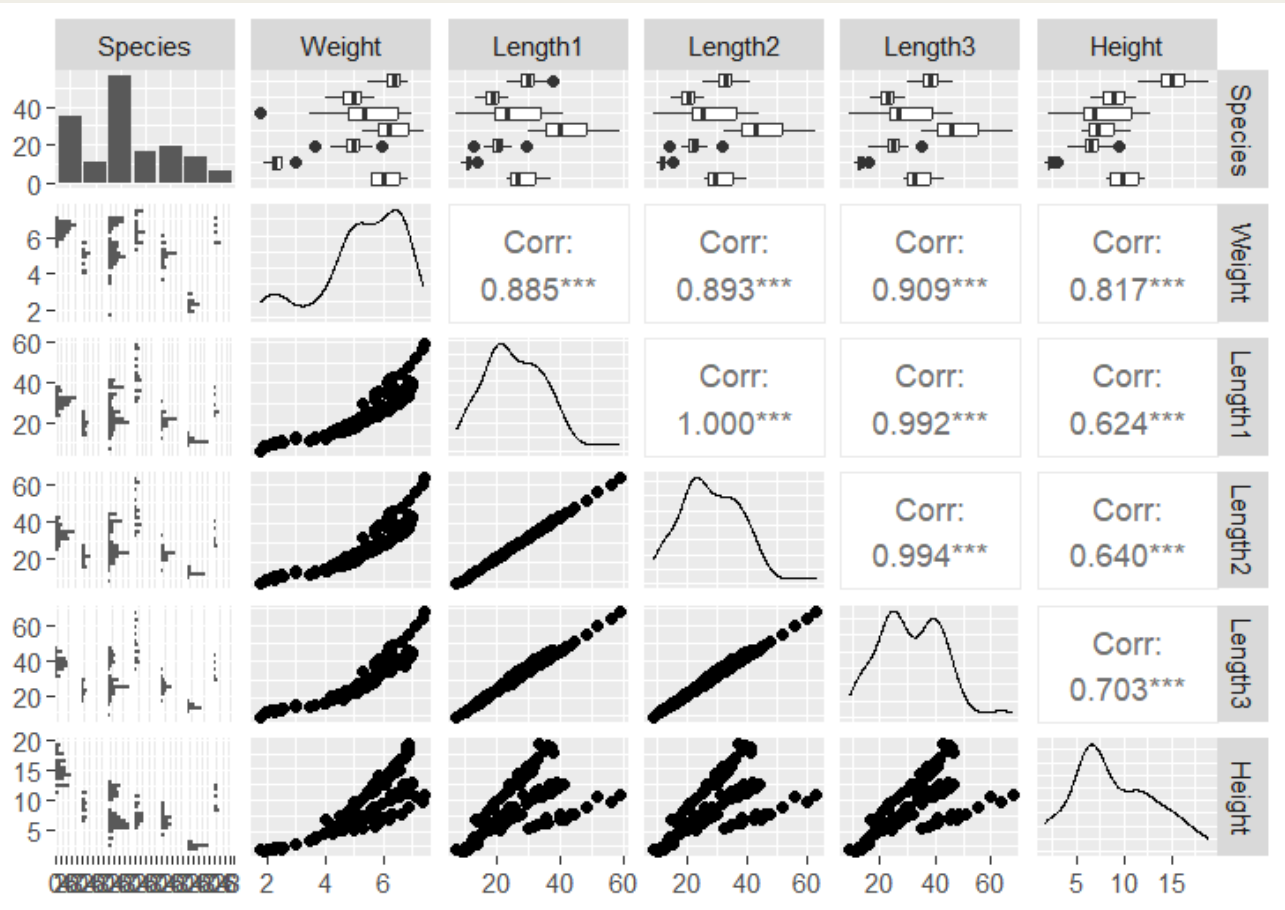 Species Weight Length1 Length2 Length3 Height
40
20
0
Species
6
4
2
Corr:
0.885***
Corr:
0.893***
Corr:
0.909***
Corr:
0.817***
Weight
60
40
20
Corr:
1.000***
Corr:
0.992***
Corr:
0.624***
Length1
60
40
20
Corr:
0.994***
Corr:
0.640***
Length2
60
40
20
Corr:
0.703***
Length3
20
15
10
5
Height
2 4 6 20 40 60 20 40 60 20 40 60 5 10 15